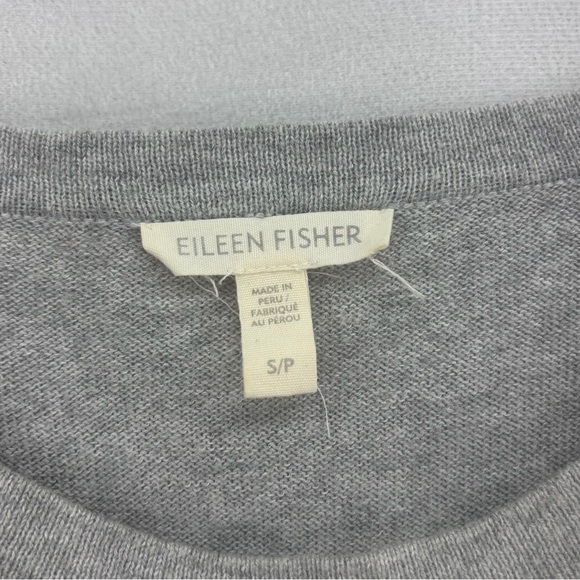 EILEEN FISHER
MADE IN
PERU /
FABRIQUÉ
AU PÉROU
S/P